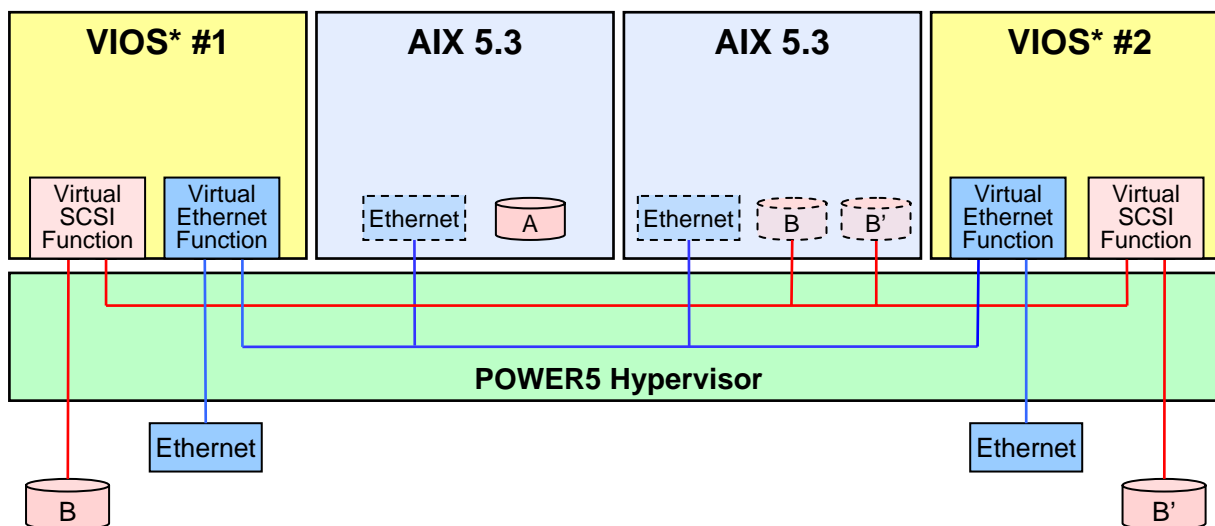 VIOS* #1
AIX 5.3
AIX 5.3
VIOS* #2
Virtual
SCSI
Function
Virtual
Ethernet
Function
Ethernet
A
Ethernet
B
B’
Virtual
Ethernet
Function
Virtual
SCSI
Function
POWER5 Hypervisor
Ethernet
Ethernet
B
B’